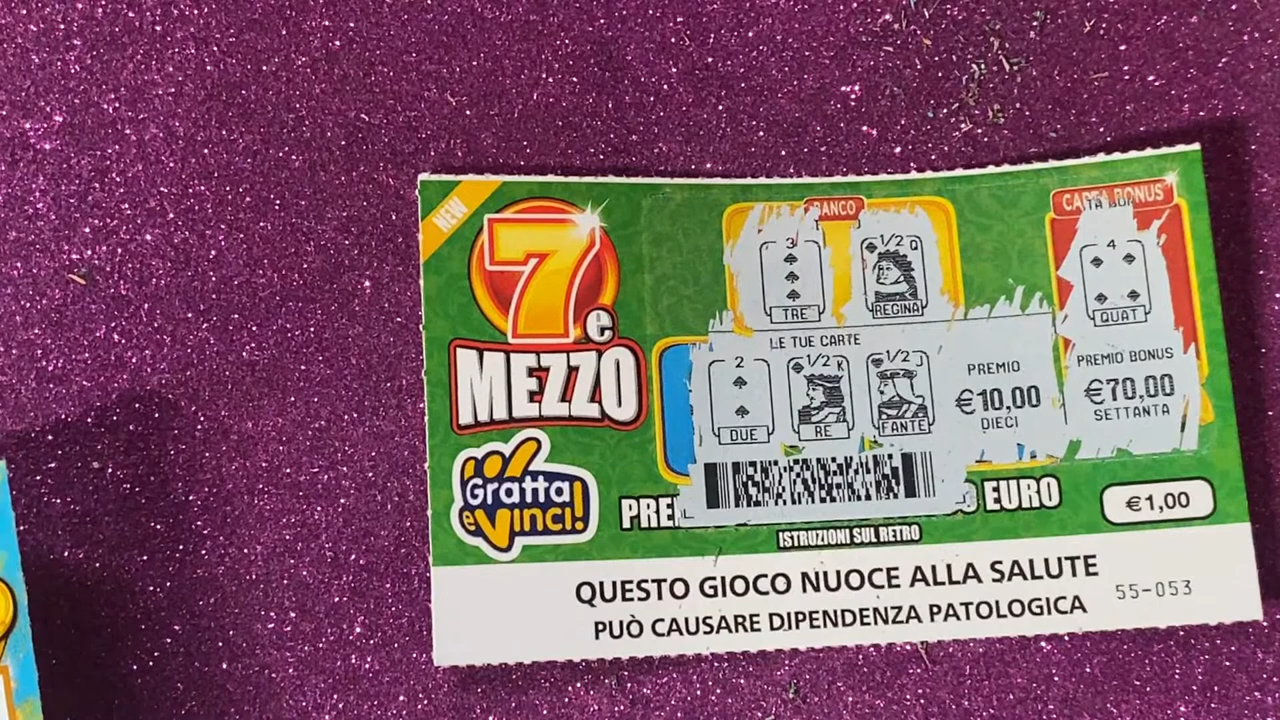 NEW
7
e
MEZZO
Gratta
e Vinci!
BANCO
3
TRE
1/2 Q
REGINA
CARTA BONUS
4
QUAT
PREMIO BONUS
€70,00
SETTANTA
LE TUE CARTE
2
DUE
1/2 K
RE
1/2 J
FANTE
PREMIO
€10,00
DIECI
EURO
€1,00
ISTRUZIONI SUL RETRO
QUESTO GIOCO NUOCE ALLA SALUTE
PUÒ CAUSARE DIPENDENZA PATOLOGICA
55-053